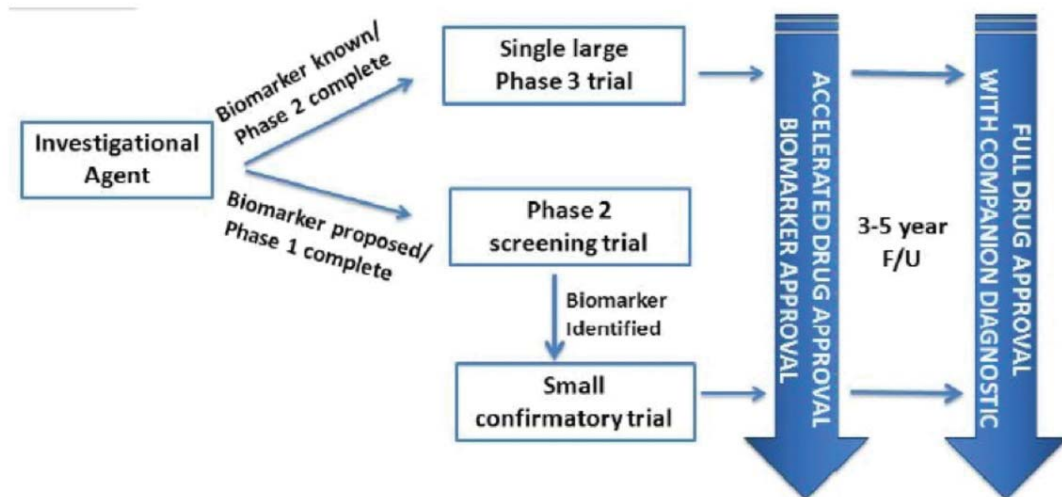 Investigational
Agent
Biomarker known/
Phase 2 complete
Biomarker proposed/
Phase 1 complete
Single large
Phase 3 trial
Phase 2
screening trial
Biomarker
Identified
Small
confirmatory trial
ACCELERATED DRUG APPROVAL
BIOMARKER APPROVAL
3-5 year
F/U
FULL DRUG APPROVAL
WITH COMPANION DIAGNOSTIC